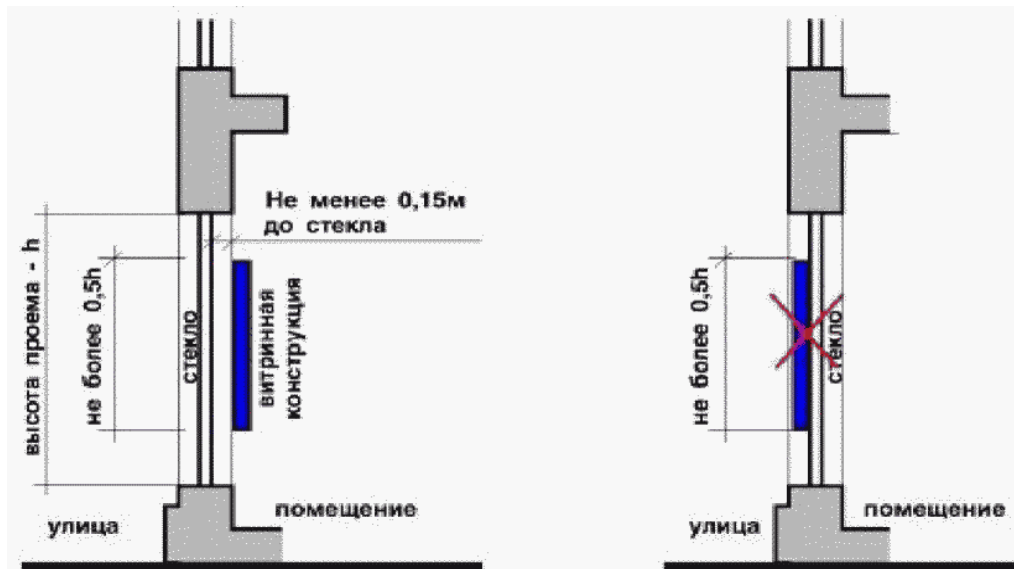 Не менее 0,15м
до стекла
высота проема - h
не более 0,5h
стекло
витринная
конструкция
улица
помещение
не более 0,5h
стекло
улица
помещение